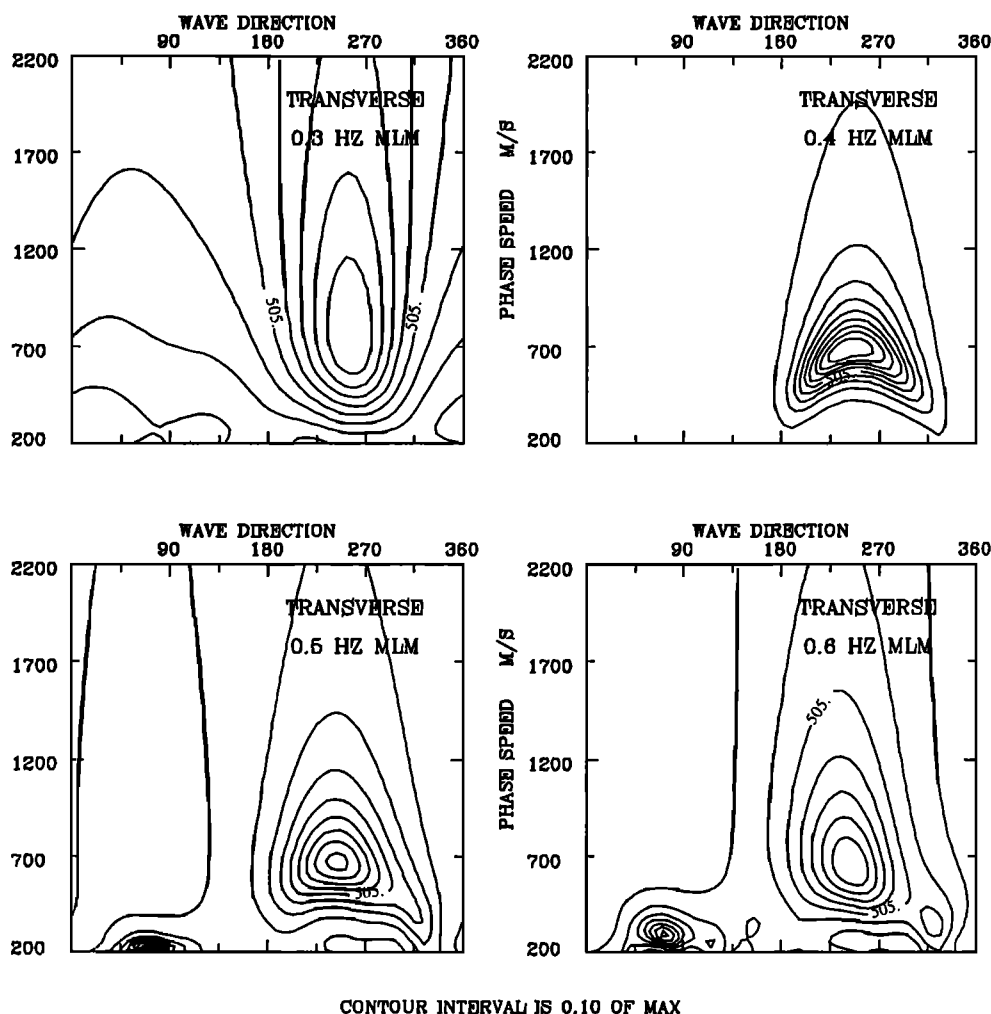 WAVE DIRECTION
90 180 270 360
2200
TRANSVERSE
0.3 HZ MLM
1700
1200
505. 505.
700
200
WAVE DIRECTION
90 180 270 360
2200
TRANSVERSE
0.4 HZ MLM
1700
PHASE SPEED M/S
1200
700
505.
200
WAVE DIRECTION
90 180 270 360
2200
TRANSVERSE
0.5 HZ MLM
1700
1200
700
505.
200
WAVE DIRECTION
90 180 270 360
2200
TRANSVERSE
0.6 HZ MLM
1700
505.
PHASE SPEED M/S
1200
700
505.
200
CONTOUR INTERVAL IS 0.10 OF MAX